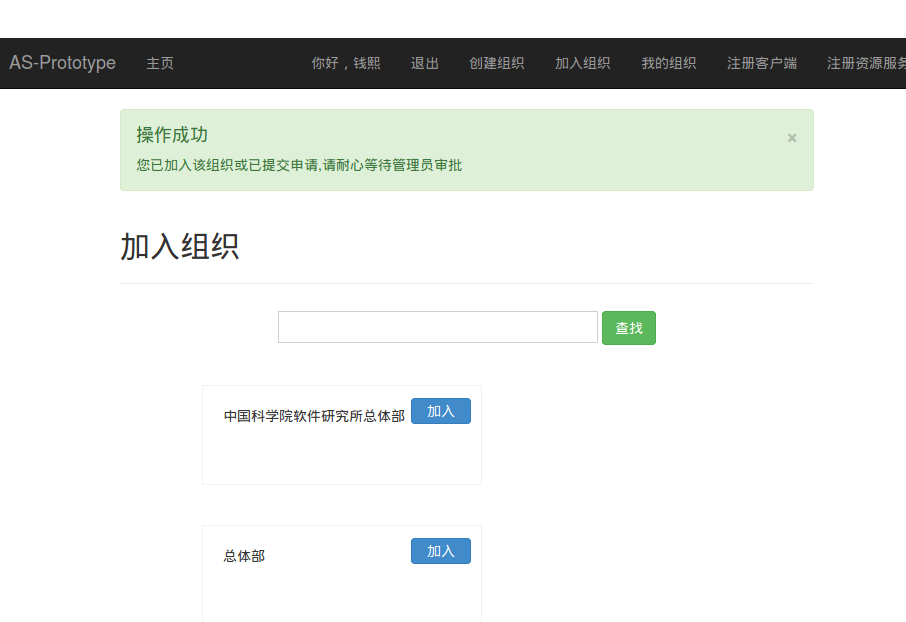 AS-Prototype 主页 你好，钱熙 退出 创建组织 加入组织 我的组织 注册客户端 注册资源服务
操作成功 ×
您已加入该组织或已提交申请,请耐心等待管理员审批
加入组织
查找
中国科学院软件研究所总体部 加入
总体部 加入